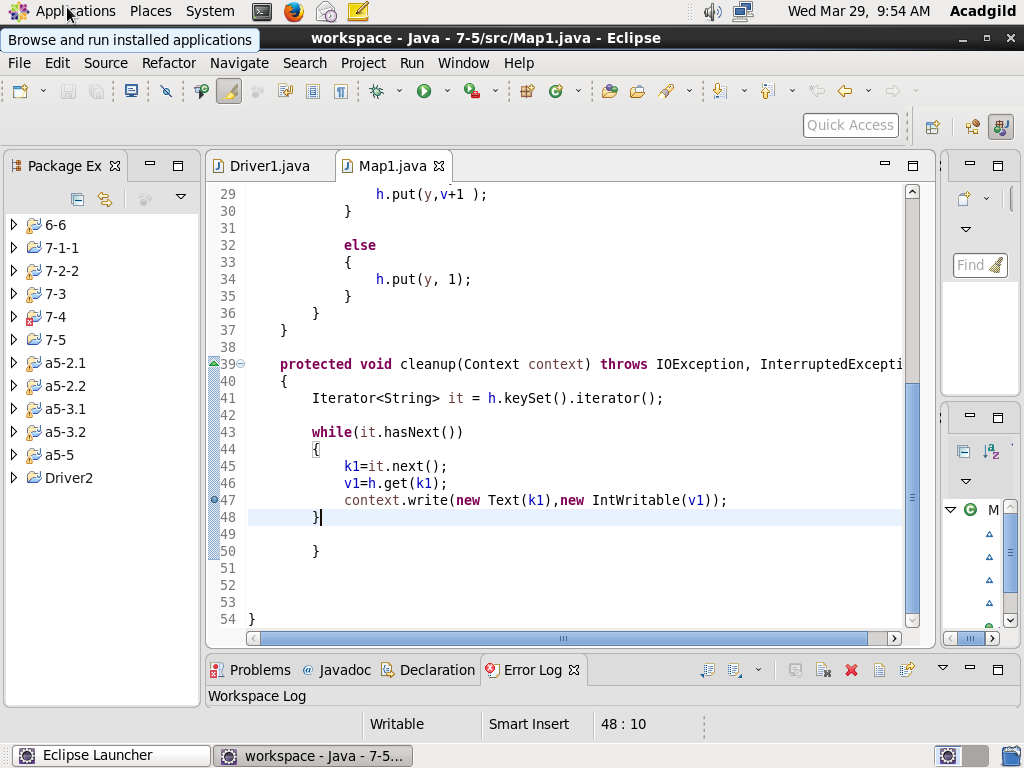 Applications Places System Wed Mar 29, 9:54 AM Acadgild
Browse and run installed applications
workspace - Java - 7-5/src/Map1.java - Eclipse
File Edit Source Refactor Navigate Search Project Run Window Help
Quick Access
Package Ex
6-6
7-1-1
7-2-2
7-3
7-4
7-5
a5-2.1
a5-2.2
a5-3.1
a5-3.2
a5-5
Driver2
Driver1.java Map1.java
29 h.put(y,v+1 );
30 }
31
32 else
33 {
34 h.put(y, 1);
35 }
36 }
37 }
38
39 protected void cleanup(Context context) throws IOException, InterruptedExcepti
40 {
41 Iterator<String> it = h.keySet().iterator();
42
43 while(it.hasNext())
44 {
45 k1=it.next();
46 v1=h.get(k1);
47 context.write(new Text(k1),new IntWritable(v1));
48 }
49
50 }
51
52
53
54 }
Find
M
Problems @ Javadoc Declaration Error Log
Workspace Log
Writable Smart Insert 48 : 10
Eclipse Launcher workspace - Java - 7-5...